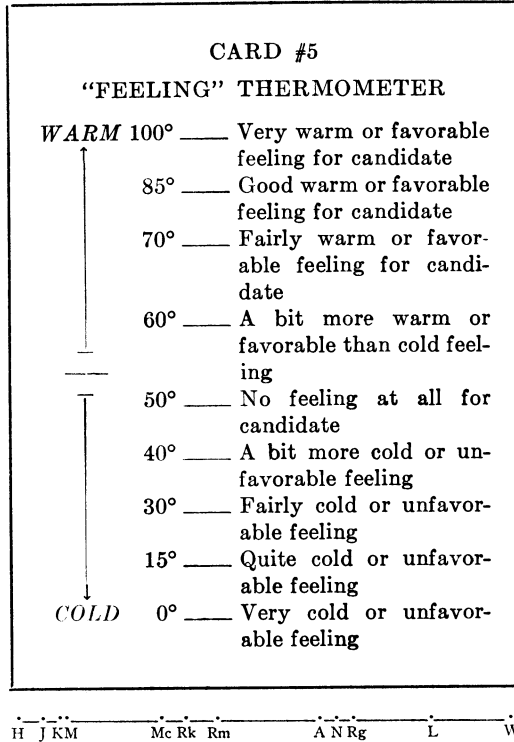 CARD #5
"FEELING" THERMOMETER
WARM 100° ____ Very warm or favorable
feeling for candidate
85° ____ Good warm or favorable
feeling for candidate
70° ____ Fairly warm or favor-
able feeling for candi-
date
60° ____ A bit more warm or
favorable than cold feel-
ing
50° ____ No feeling at all for
candidate
40° ____ A bit more cold or un-
favorable feeling
30° ____ Fairly cold or unfavor-
able feeling
15° ____ Quite cold or unfavor-
able feeling
COLD 0° ____ Very cold or unfavor-
able feeling
H J K M Mc Rk Rm A N Rg L W